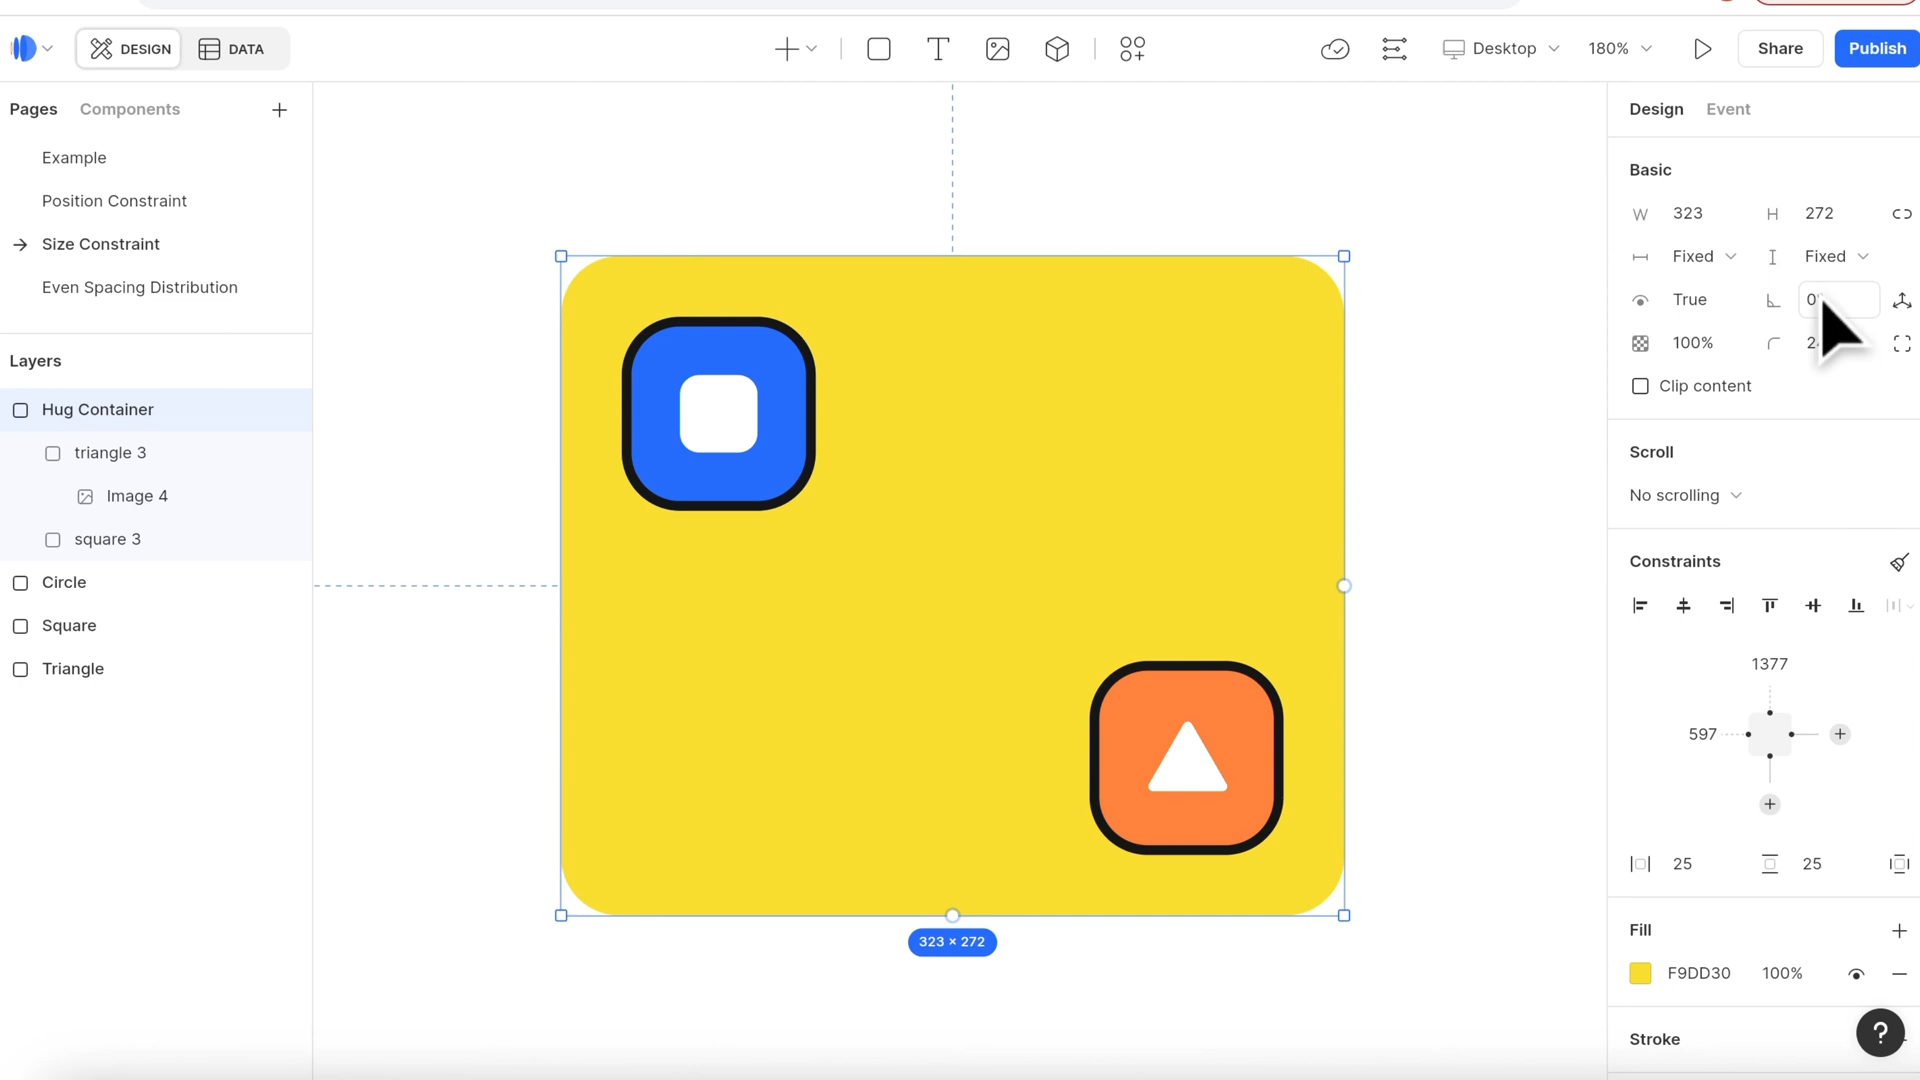 DESIGN
DATA
Desktop
180%
Share
Publish
Pages
Components
Example
Position Constraint
Size Constraint
Even Spacing Distribution
Layers
Hug Container
triangle 3
Image 4
square 3
Circle
Square
Triangle
323 × 272
Design
Event
Basic
W 323 H 272
Fixed Fixed
True
100%
Clip content
Scroll
No scrolling
Constraints
1377
597
25 25
Fill
F9DD30 100%
Stroke
?